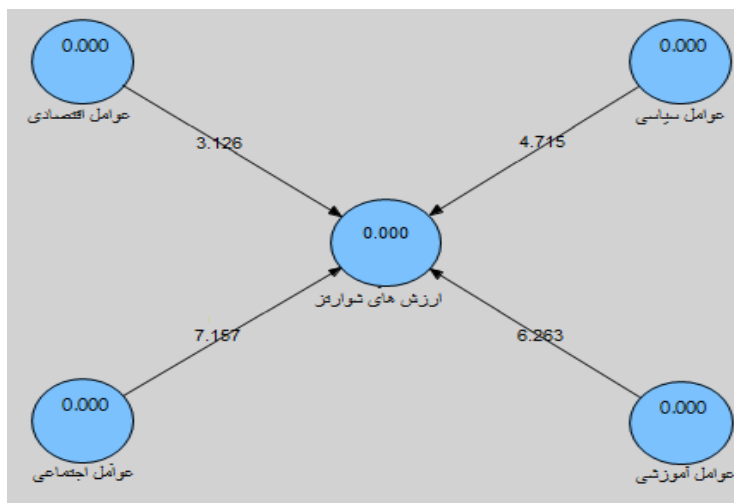 0.000
0.000
عوامل اقتصادی
عوامل سیاسی
3.126
4.715
0.000
ارزش های شوارتز
7.157
6.263
0.000
0.000
عوامل اجتماعی
عوامل آموزشی